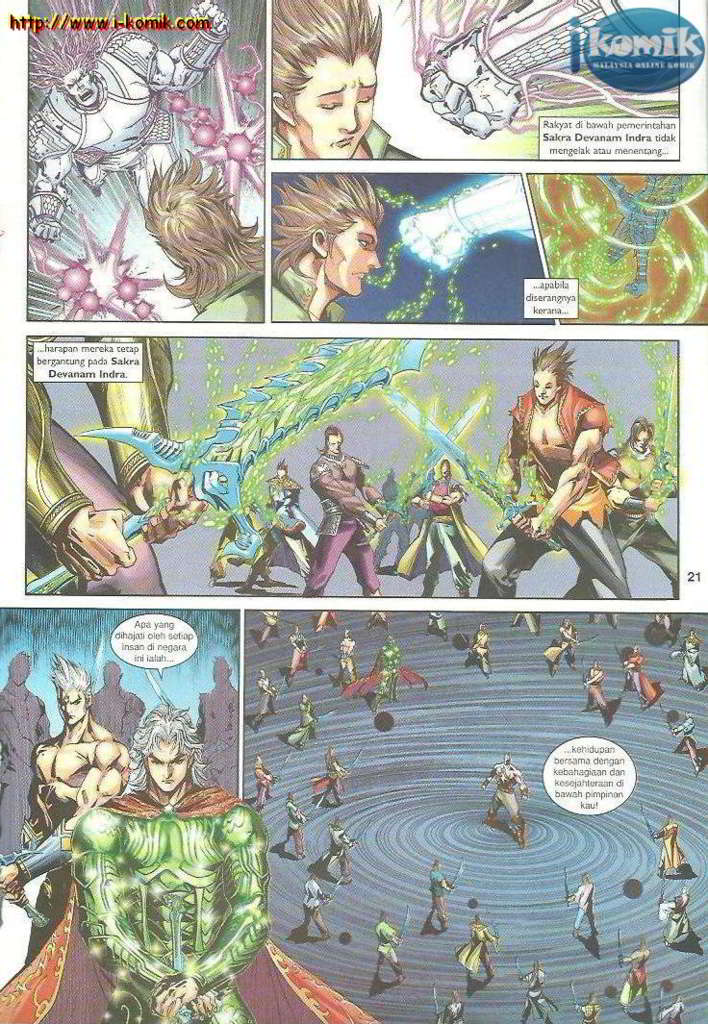 http://www.i-komik.com
ikomik
MALAYSIA ONLINE KOMIK
Rakyat di bawah pemerintahan
Sakra Devanam Indra tidak
mengelak atau menentang...
...apabila
diserangnya
kerana...
...harapan mereka tetap
bergantung pada Sakra
Devanam Indra.
21
Apa yang
dihajati oleh setiap
insan di negara
ini ialah...
...kehidupan
bersama dengan
kebahagiaan dan
kesejahteraan di
bawah pimpinan
kau!